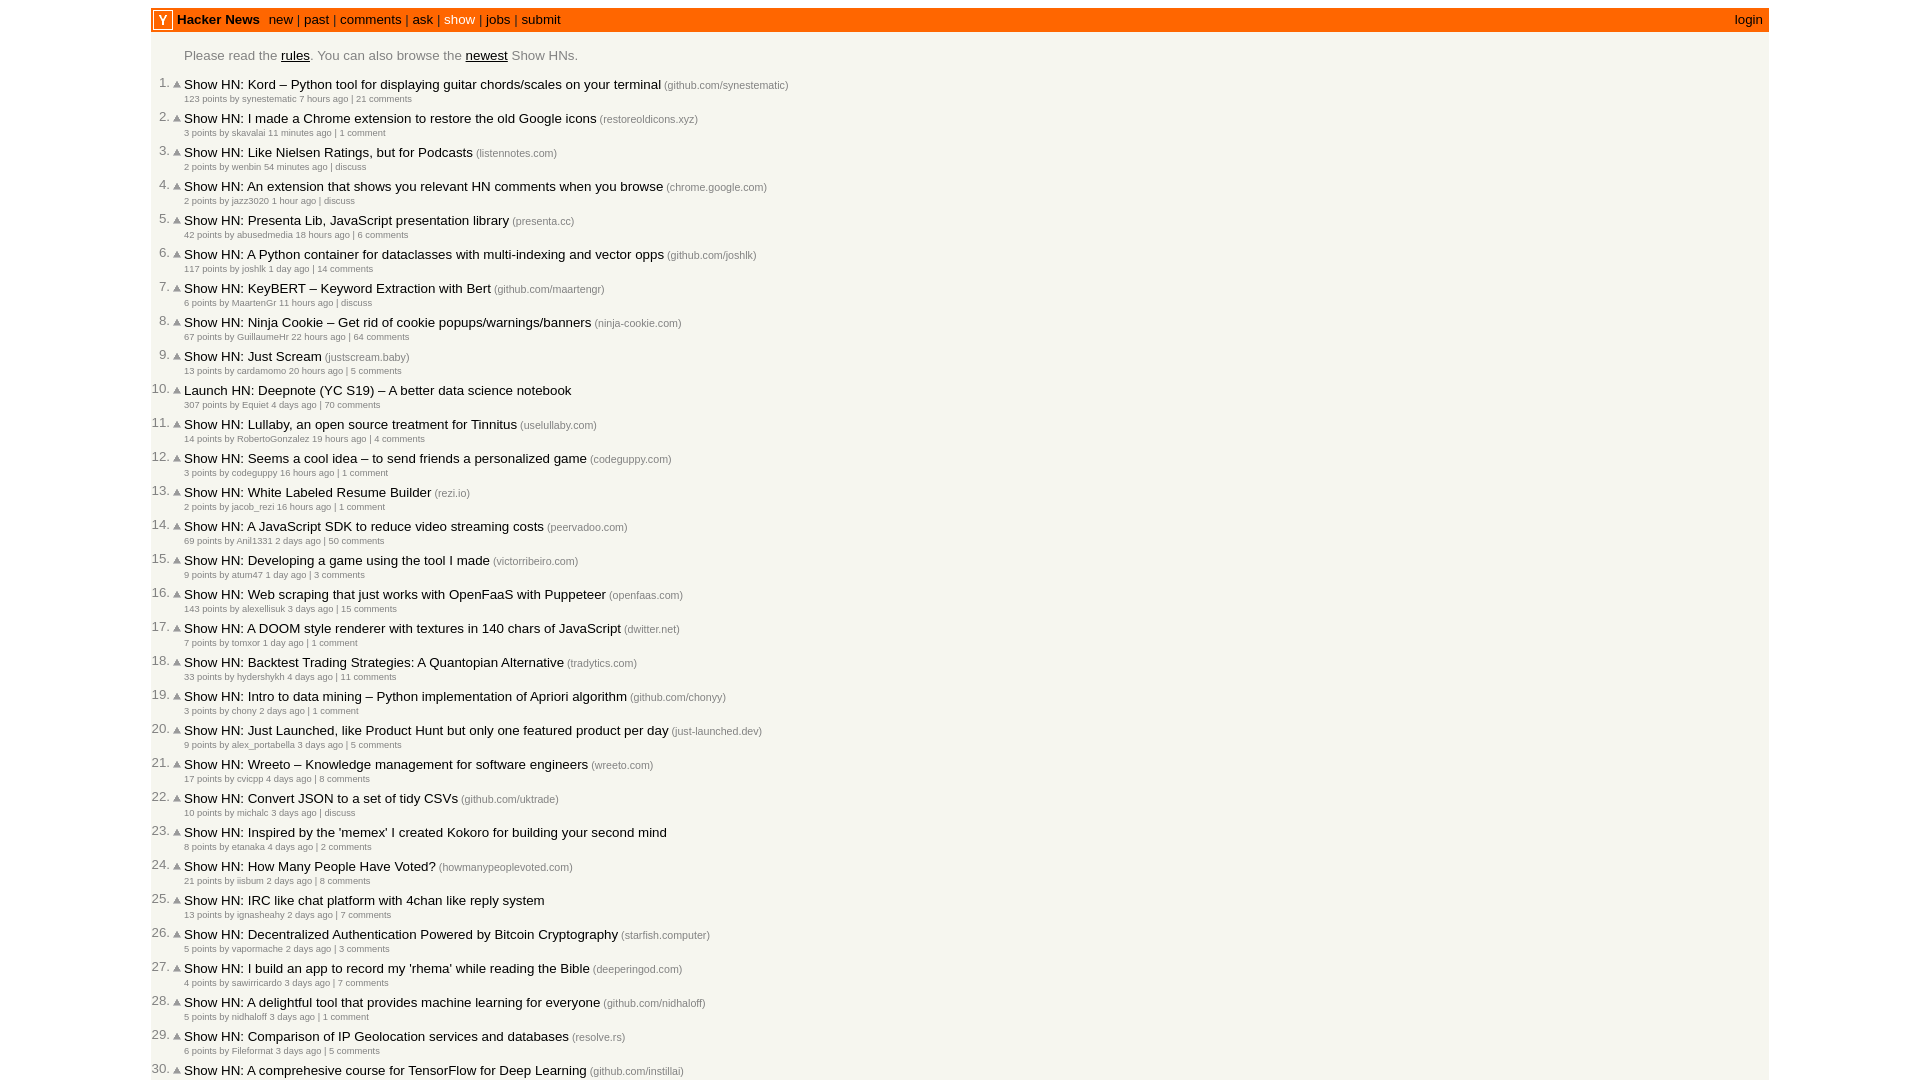 Y Hacker News new | past | comments | ask | show | jobs | submit login
Please read the rules. You can also browse the newest Show HNs.
1. Show HN: Kord – Python tool for displaying guitar chords/scales on your terminal (github.com/synestematic)
123 points by synestematic 7 hours ago | 21 comments
2. Show HN: I made a Chrome extension to restore the old Google icons (restoreoldicons.xyz)
3 points by skavalai 11 minutes ago | 1 comment
3. Show HN: Like Nielsen Ratings, but for Podcasts (listennotes.com)
2 points by wenbin 54 minutes ago | discuss
4. Show HN: An extension that shows you relevant HN comments when you browse (chrome.google.com)
2 points by jazz3020 1 hour ago | discuss
5. Show HN: Presenta Lib, JavaScript presentation library (presenta.cc)
42 points by abusedmedia 18 hours ago | 6 comments
6. Show HN: A Python container for dataclasses with multi-indexing and vector opps (github.com/joshlk)
117 points by joshlk 1 day ago | 14 comments
7. Show HN: KeyBERT – Keyword Extraction with Bert (github.com/maartengr)
6 points by MaartenGr 11 hours ago | discuss
8. Show HN: Ninja Cookie – Get rid of cookie popups/warnings/banners (ninja-cookie.com)
67 points by GuillaumeHr 22 hours ago | 64 comments
9. Show HN: Just Scream (justscream.baby)
13 points by cardamomo 20 hours ago | 5 comments
10. Launch HN: Deepnote (YC S19) – A better data science notebook
307 points by Equiet 4 days ago | 70 comments
11. Show HN: Lullaby, an open source treatment for Tinnitus (uselullaby.com)
14 points by RobertoGonzalez 19 hours ago | 4 comments
12. Show HN: Seems a cool idea – to send friends a personalized game (codeguppy.com)
3 points by codeguppy 16 hours ago | 1 comment
13. Show HN: White Labeled Resume Builder (rezi.io)
2 points by jacob_rezi 16 hours ago | 1 comment
14. Show HN: A JavaScript SDK to reduce video streaming costs (peervadoo.com)
69 points by Anil1331 2 days ago | 50 comments
15. Show HN: Developing a game using the tool I made (victorribeiro.com)
9 points by atum47 1 day ago | 3 comments
16. Show HN: Web scraping that just works with OpenFaaS with Puppeteer (openfaas.com)
143 points by alexellisuk 3 days ago | 15 comments
17. Show HN: A DOOM style renderer with textures in 140 chars of JavaScript (dwitter.net)
7 points by tomxor 1 day ago | 1 comment
18. Show HN: Backtest Trading Strategies: A Quantopian Alternative (tradytics.com)
33 points by hydershykh 4 days ago | 11 comments
19. Show HN: Intro to data mining – Python implementation of Apriori algorithm (github.com/chonyy)
3 points by chony 2 days ago | 1 comment
20. Show HN: Just Launched, like Product Hunt but only one featured product per day (just-launched.dev)
9 points by alex_portabella 3 days ago | 5 comments
21. Show HN: Wreeto – Knowledge management for software engineers (wreeto.com)
17 points by cvicpp 4 days ago | 8 comments
22. Show HN: Convert JSON to a set of tidy CSVs (github.com/uktrade)
10 points by michalc 3 days ago | discuss
23. Show HN: Inspired by the 'memex' I created Kokoro for building your second mind
8 points by etanaka 4 days ago | 2 comments
24. Show HN: How Many People Have Voted? (howmanypeoplevoted.com)
21 points by iisbum 2 days ago | 8 comments
25. Show HN: IRC like chat platform with 4chan like reply system
13 points by ignasheahy 2 days ago | 7 comments
26. Show HN: Decentralized Authentication Powered by Bitcoin Cryptography (starfish.computer)
5 points by vapormache 2 days ago | 3 comments
27. Show HN: I build an app to record my 'rhema' while reading the Bible (deeperingod.com)
4 points by sawirricardo 3 days ago | 7 comments
28. Show HN: A delightful tool that provides machine learning for everyone (github.com/nidhaloff)
5 points by nidhaloff 3 days ago | 1 comment
29. Show HN: Comparison of IP Geolocation services and databases (resolve.rs)
6 points by Fileformat 3 days ago | 5 comments
30. Show HN: A comprehesive course for TensorFlow for Deep Learning (github.com/instillai)